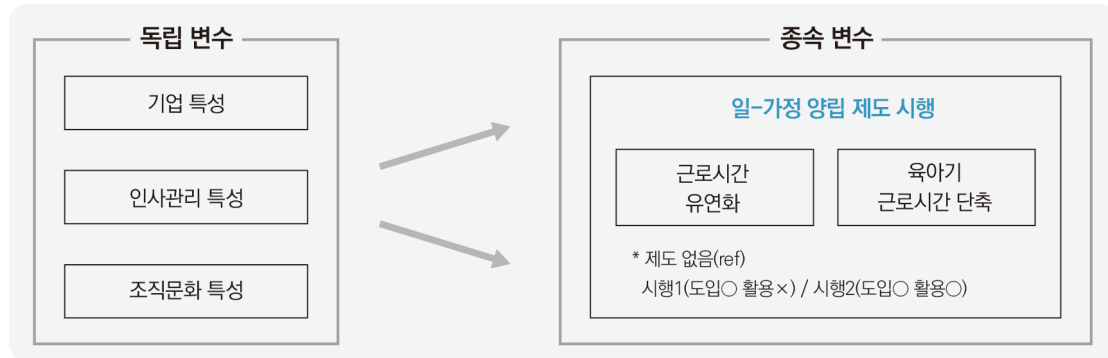 독립 변수
기업 특성
인사관리 특성
조직문화 특성
종속 변수
일-가정 양립 제도 시행
근로시간
유연화
육아기
근로시간 단축
* 제도 없음(ref)
시행1(도입○ 활용×) / 시행2(도입○ 활용○)